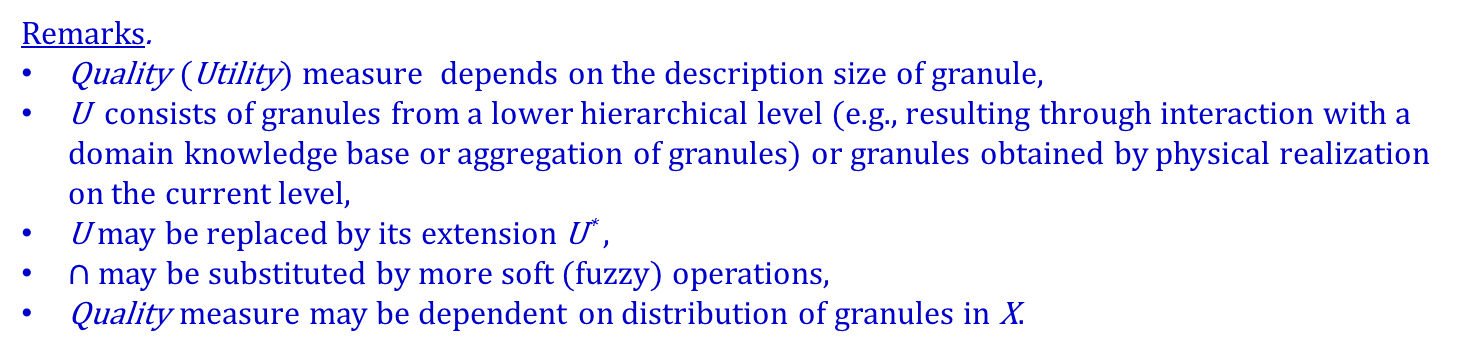 Remarks.
• Quality (Utility) measure depends on the description size of granule,
• U consists of granules from a lower hierarchical level (e.g., resulting through interaction with a
domain knowledge base or aggregation of granules) or granules obtained by physical realization
on the current level,
• U may be replaced by its extension U*,
• ∩ may be substituted by more soft (fuzzy) operations,
• Quality measure may be dependent on distribution of granules in X.